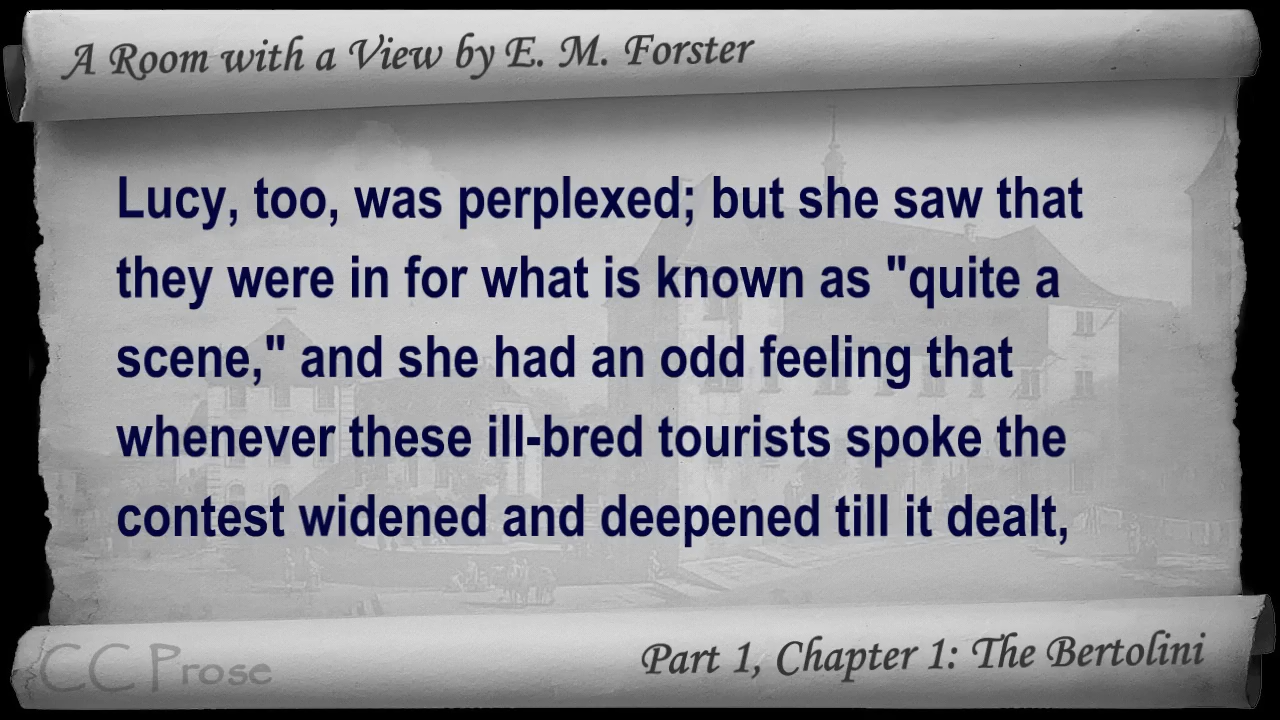 A Room with a View by E. M. Forster
Lucy, too, was perplexed; but she saw that
they were in for what is known as "quite a
scene," and she had an odd feeling that
whenever these ill-bred tourists spoke the
contest widened and deepened till it dealt,
CC Prose
Part 1, Chapter 1: The Bertolini